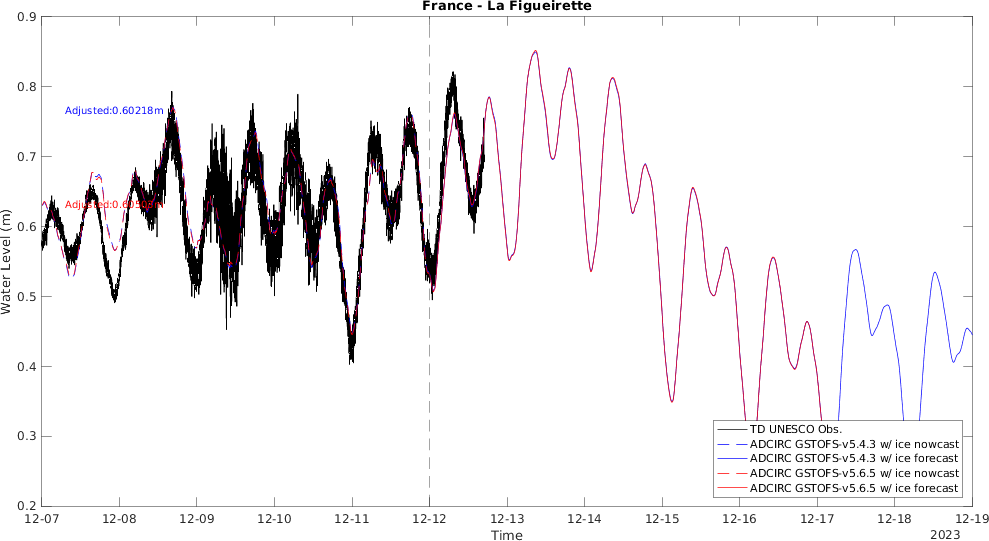 France - La Figueirette
Water Level (m)
0.9
0.8
0.7
0.6
0.5
0.4
0.3
0.2
Adjusted:0.60218m
TD UNESCO Obs.
ADCIRC GSTOFS-v5.4.3 w/ ice nowcast
ADCIRC GSTOFS-v5.4.3 w/ ice forecast
ADCIRC GSTOFS-v5.6.5 w/ ice nowcast
ADCIRC GSTOFS-v5.6.5 w/ ice forecast
12-07 12-08 12-09 12-10 12-11 12-12 12-13 12-14 12-15 12-16 12-17 12-18 12-19
Time
2023